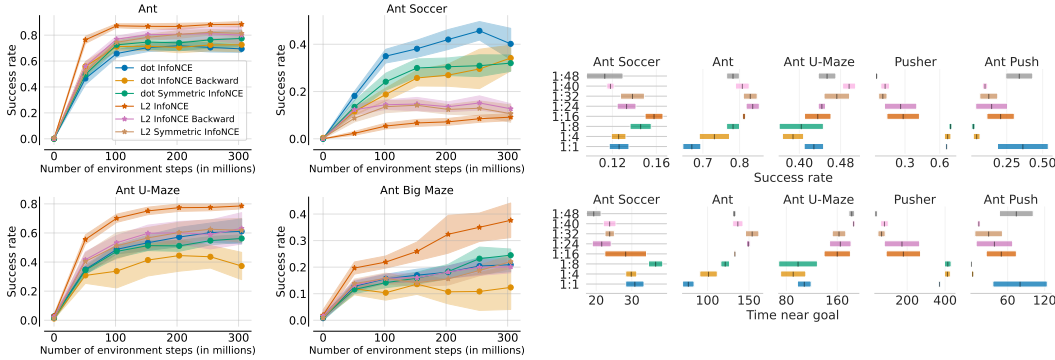 Ant
Success rate
0.8
0.6
0.4
0.2
0.0
0 100 200 300
Number of environment steps (in millions)
dot InfoNCE
dot InfoNCE Backward
dot Symmetric InfoNCE
L2 InfoNCE
L2 InfoNCE Backward
L2 Symmetric InfoNCE
Ant Soccer
Success rate
0.4
0.2
0.0
0 100 200 300
Number of environment steps (in millions)
Ant U-Maze
Success rate
0.8
0.6
0.4
0.2
0.0
0 100 200 300
Number of environment steps (in millions)
Ant Big Maze
Success rate
0.4
0.3
0.2
0.1
0.0
0 100 200 300
Number of environment steps (in millions)
Ant Soccer Ant Ant U-Maze Pusher Ant Push
1:48
1:40
1:32
1:24
1:16
1:8
1:4
1:1
0.12 0.16 0.7 0.8 0.40 0.48 0.3 0.6 0.25 0.50
Success rate
Ant Soccer Ant Ant U-Maze Pusher Ant Push
1:48
1:40
1:32
1:24
1:16
1:8
1:4
1:1
20 30 100 150 80 160 200 400 60 120
Time near goal